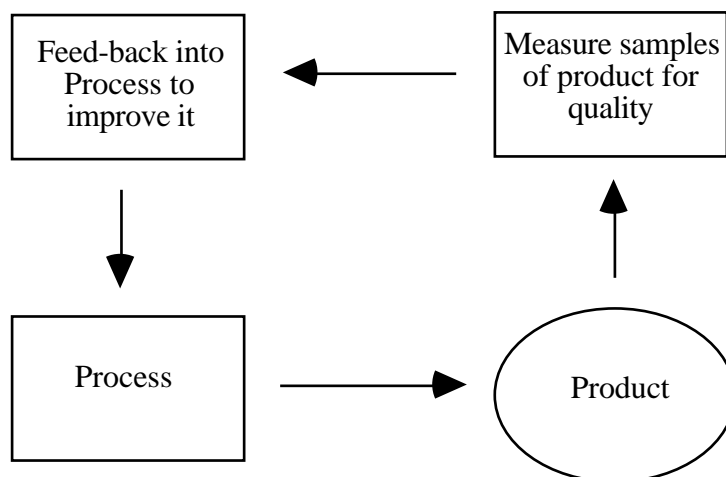 Feed-back into
Process to
improve it
Measure samples
of product for
quality
Process
Product